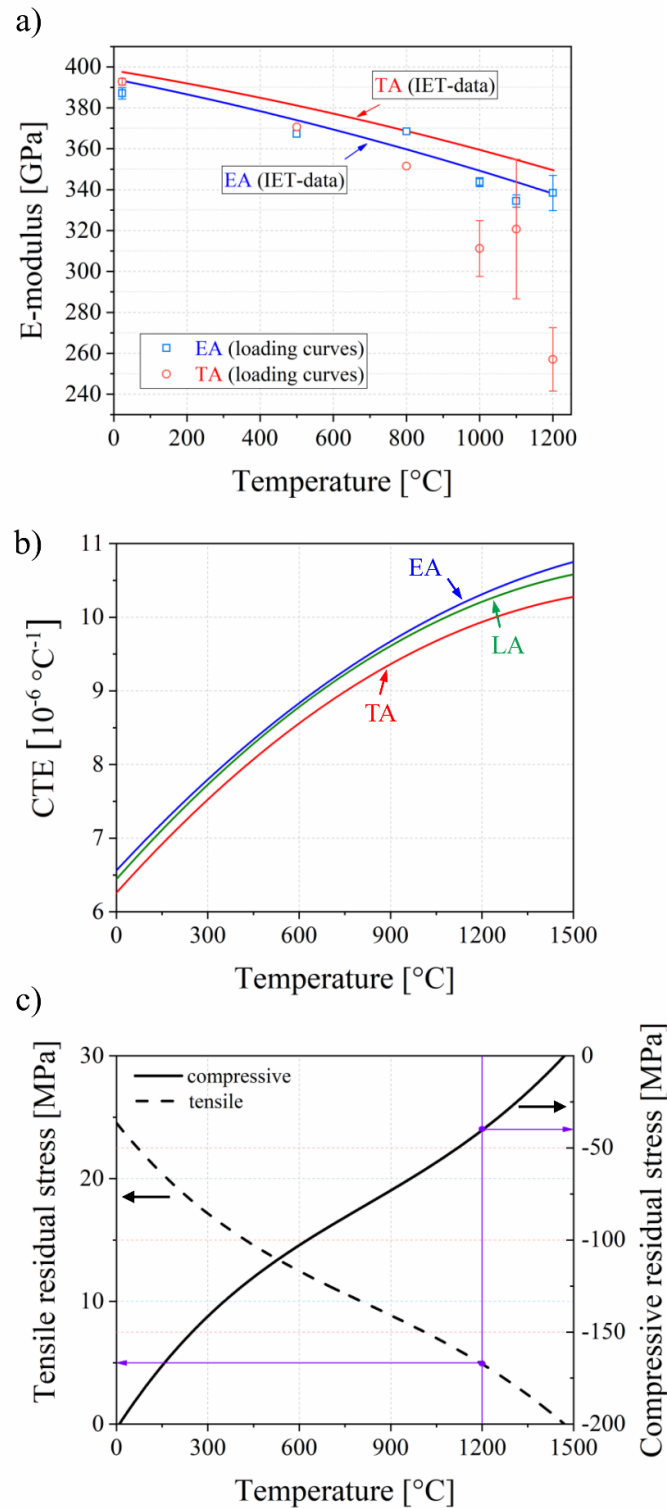 a)
E-modulus [GPa]
400
380
360
340
320
300
280
260
240
TA (IET-data)
EA (IET-data)
EA (loading curves)
TA (loading curves)
0 200 400 600 800 1000 1200
Temperature [°C]
b)
CTE [10⁻⁶ °C⁻¹]
11
10
9
8
7
6
EA
LA
TA
0 300 600 900 1200 1500
Temperature [°C]
c)
Tensile residual stress [MPa]
30
20
10
0
compressive
tensile
0
-50
-100
-150
-200
Compressive residual stress [MPa]
0 300 600 900 1200 1500
Temperature [°C]